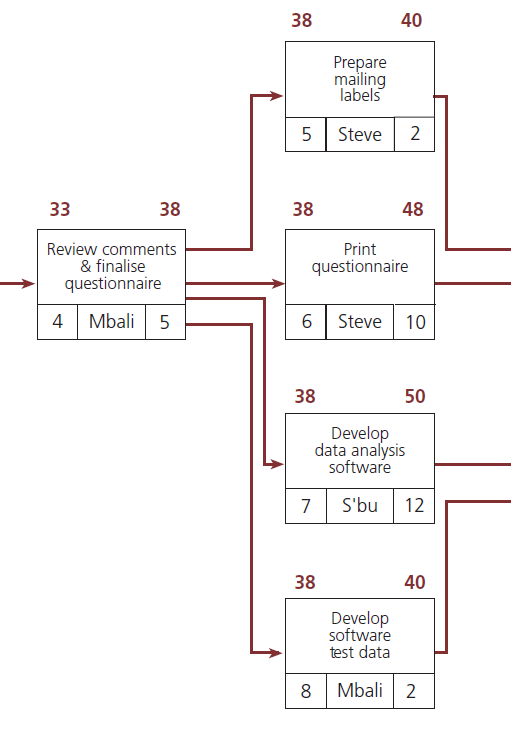 38 40
Prepare
mailing
labels
5 Steve 2
33 38
Review comments
& finalise
questionnaire
4 Mbali 5
38 48
Print
questionnaire
6 Steve 10
38 50
Develop
data analysis
software
7 S'bu 12
38 40
Develop
software
test data
8 Mbali 2